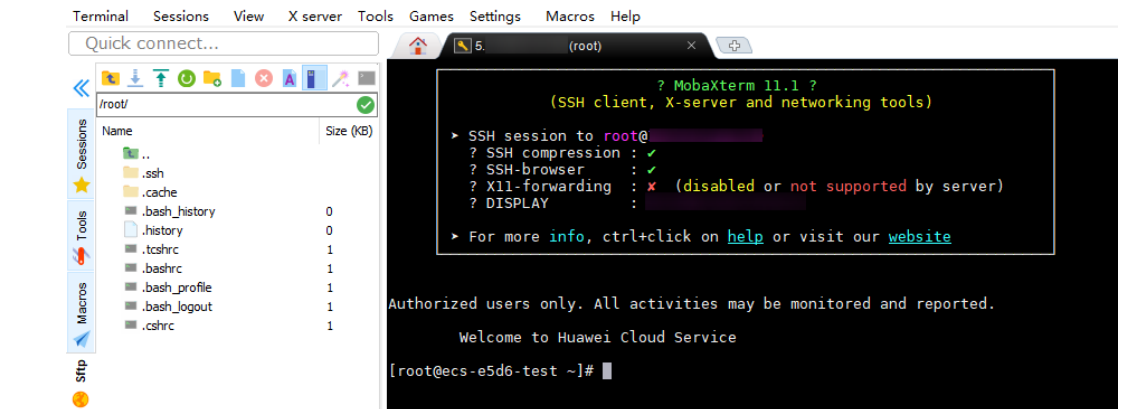 Terminal Sessions View X server Tools Games Settings Macros Help
Quick connect...
5. (root)
/root/
Name Size (KB)
..
.ssh
.cache
.bash_history 0
.history 0
.tcshrc 1
.bashrc 1
.bash_profile 1
.bash_logout 1
.cshrc 1
Sessions
Tools
Macros
Sftp
? MobaXterm 11.1 ?
(SSH client, X-server and networking tools)
➤ SSH session to root@
? SSH compression : ✔
? SSH-browser : ✔
? X11-forwarding : ✘ (disabled or not supported by server)
? DISPLAY :
➤ For more info, ctrl+click on help or visit our website
Authorized users only. All activities may be monitored and reported.
Welcome to Huawei Cloud Service
[root@ecs-e5d6-test ~]#